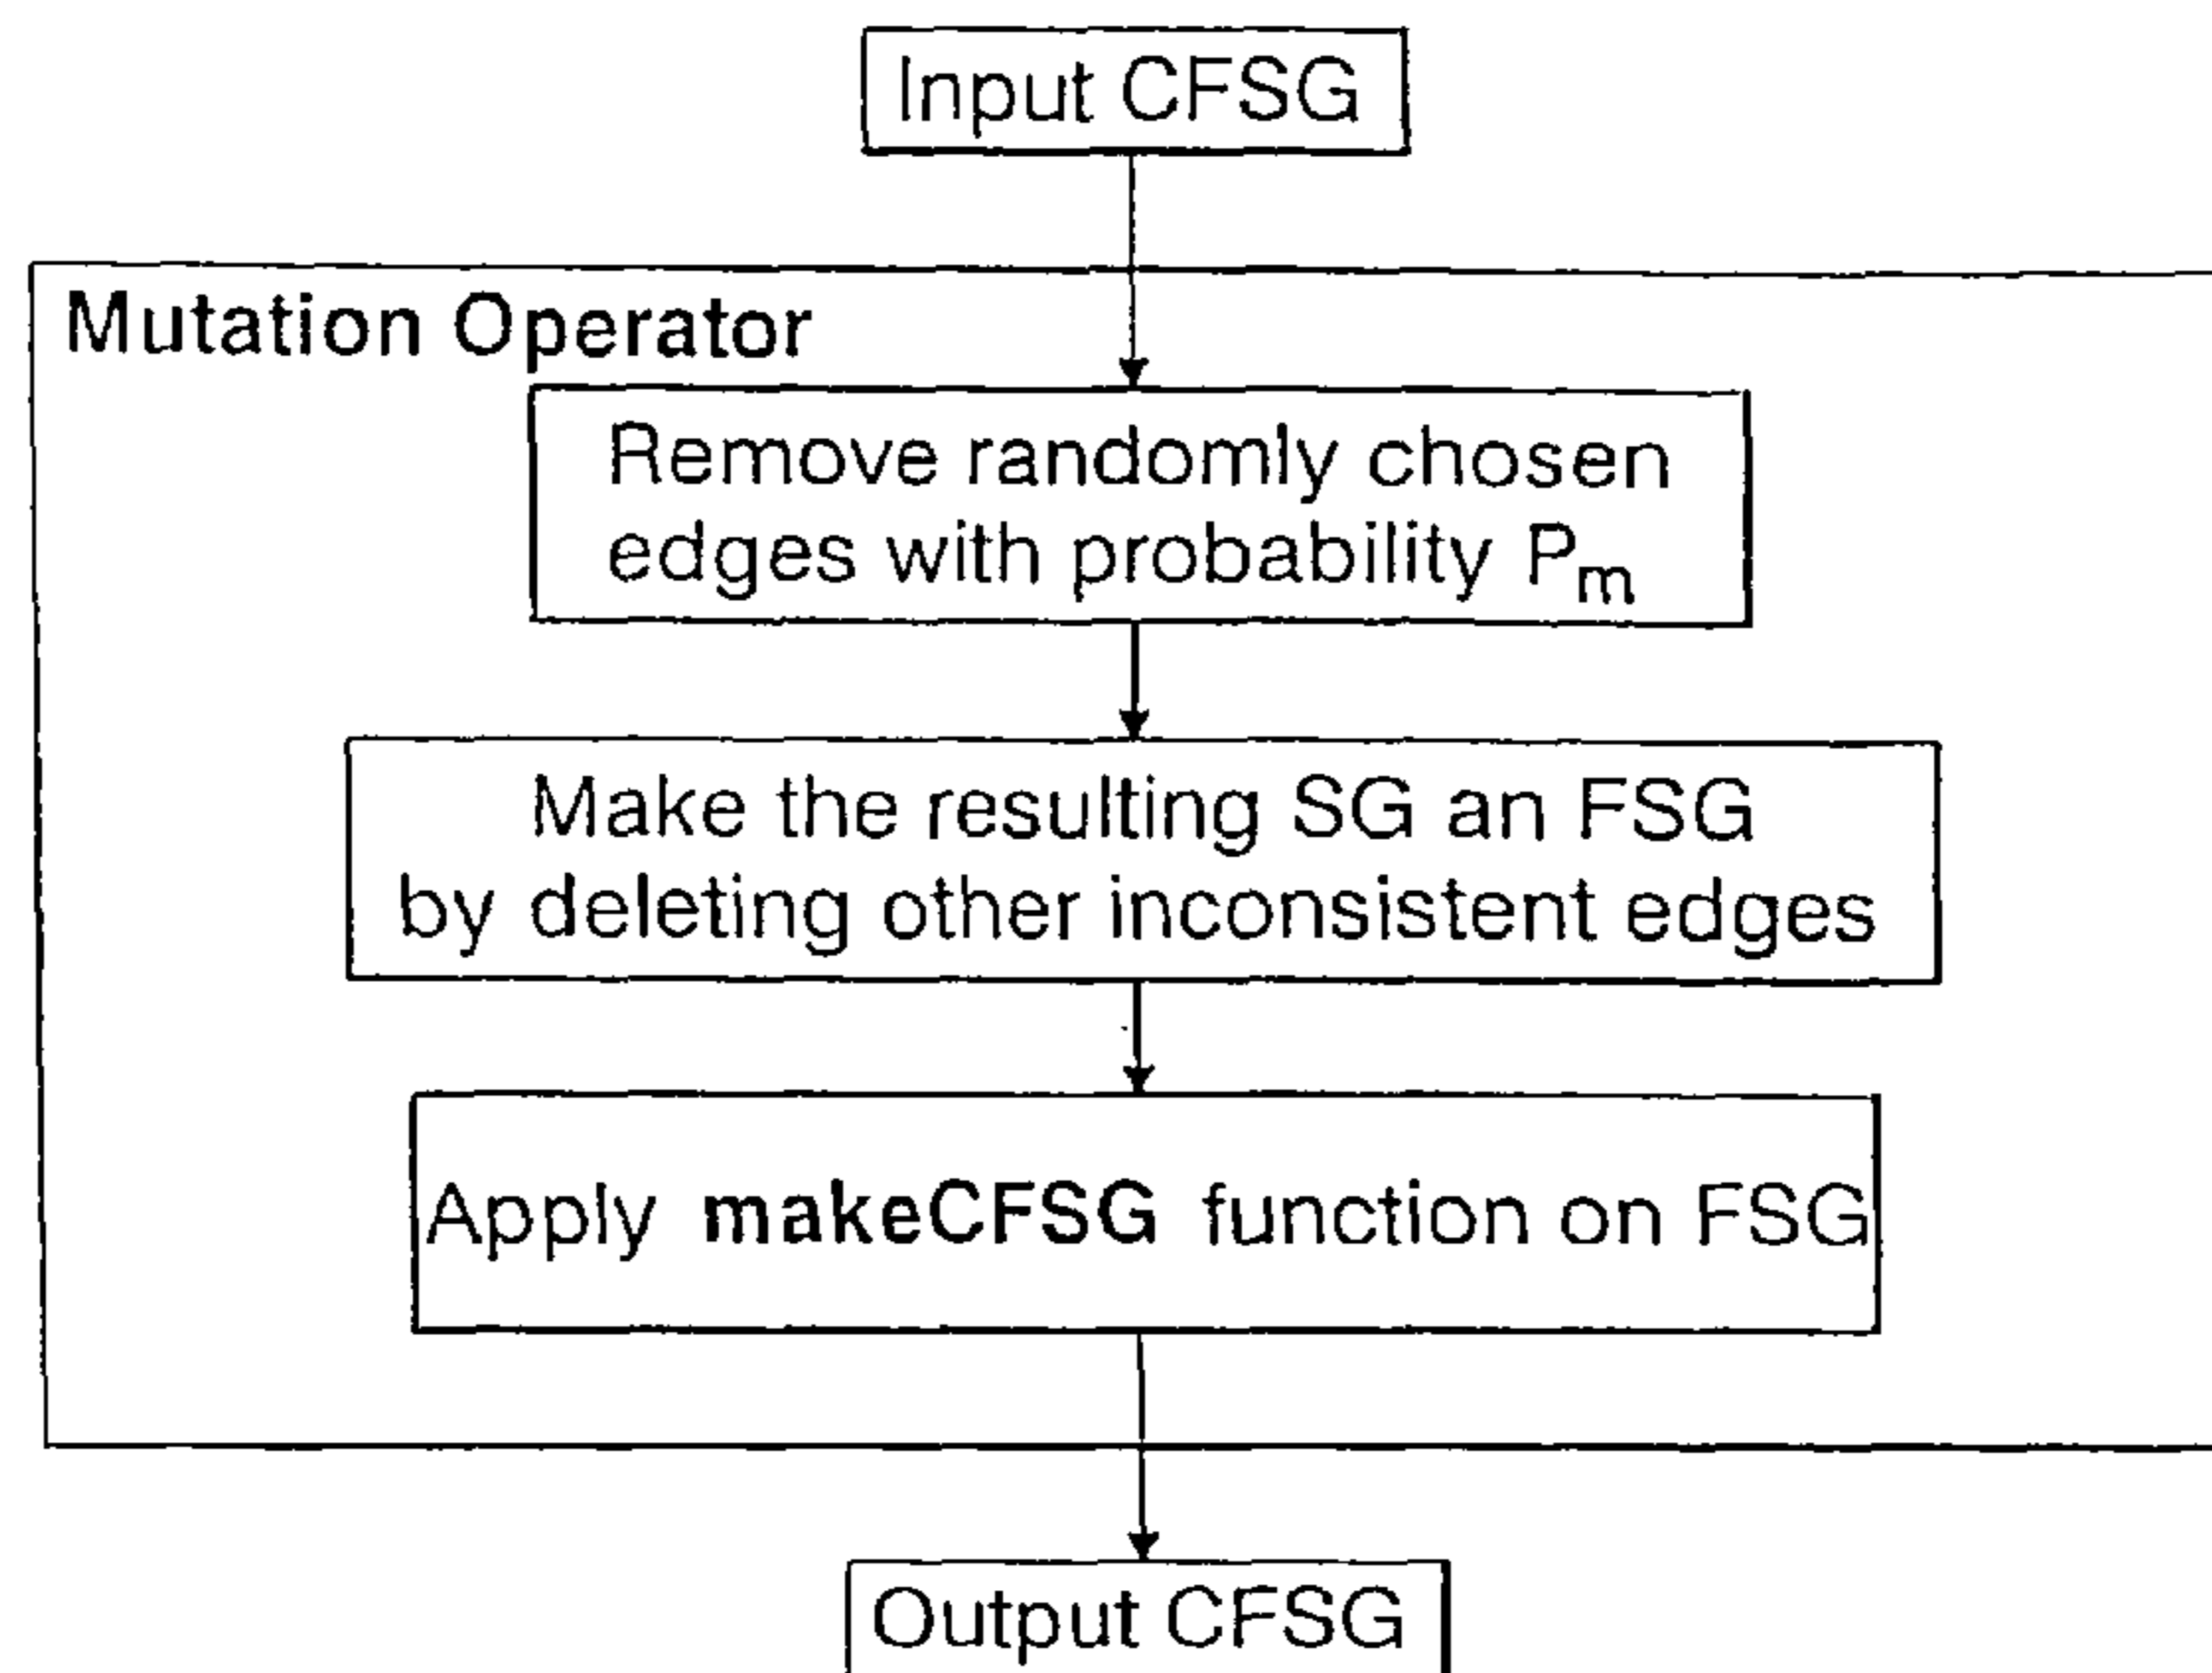 Input CFSG
Mutation Operator
Remove randomly chosen
edges with probability Pm
Make the resulting SG an FSG
by deleting other inconsistent edges
Apply makeCFSG function on FSG
Output CFSG